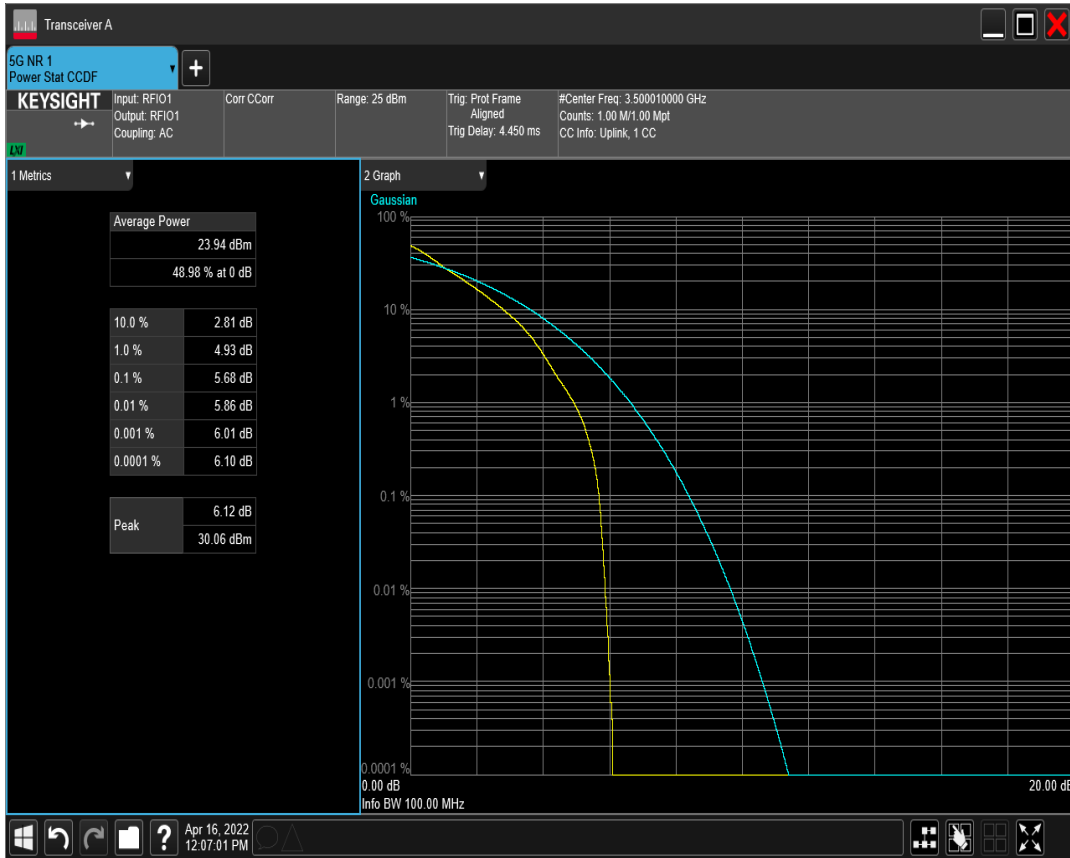 Transceiver A
5G NR 1
Power Stat CCDF
+
KEYSIGHT
LXI
Input: RFIO1
Output: RFIO1
Coupling: AC
Corr CCorr
Range: 25 dBm
Trig: Prot Frame
Aligned
Trig Delay: 4.450 ms
#Center Freq: 3.500010000 GHz
Counts: 1.00 M/1.00 Mpt
CC Info: Uplink, 1 CC
1 Metrics
Average Power
23.94 dBm
48.98 % at 0 dB
10.0 % 2.81 dB
1.0 % 4.93 dB
0.1 % 5.68 dB
0.01 % 5.86 dB
0.001 % 6.01 dB
0.0001 % 6.10 dB
Peak
6.12 dB
30.06 dBm
2 Graph
Gaussian
100 %
10 %
1 %
0.1 %
0.01 %
0.001 %
0.0001 %
0.00 dB
20.00 dB
Info BW 100.00 MHz
?
Apr 16, 2022
12:07:01 PM